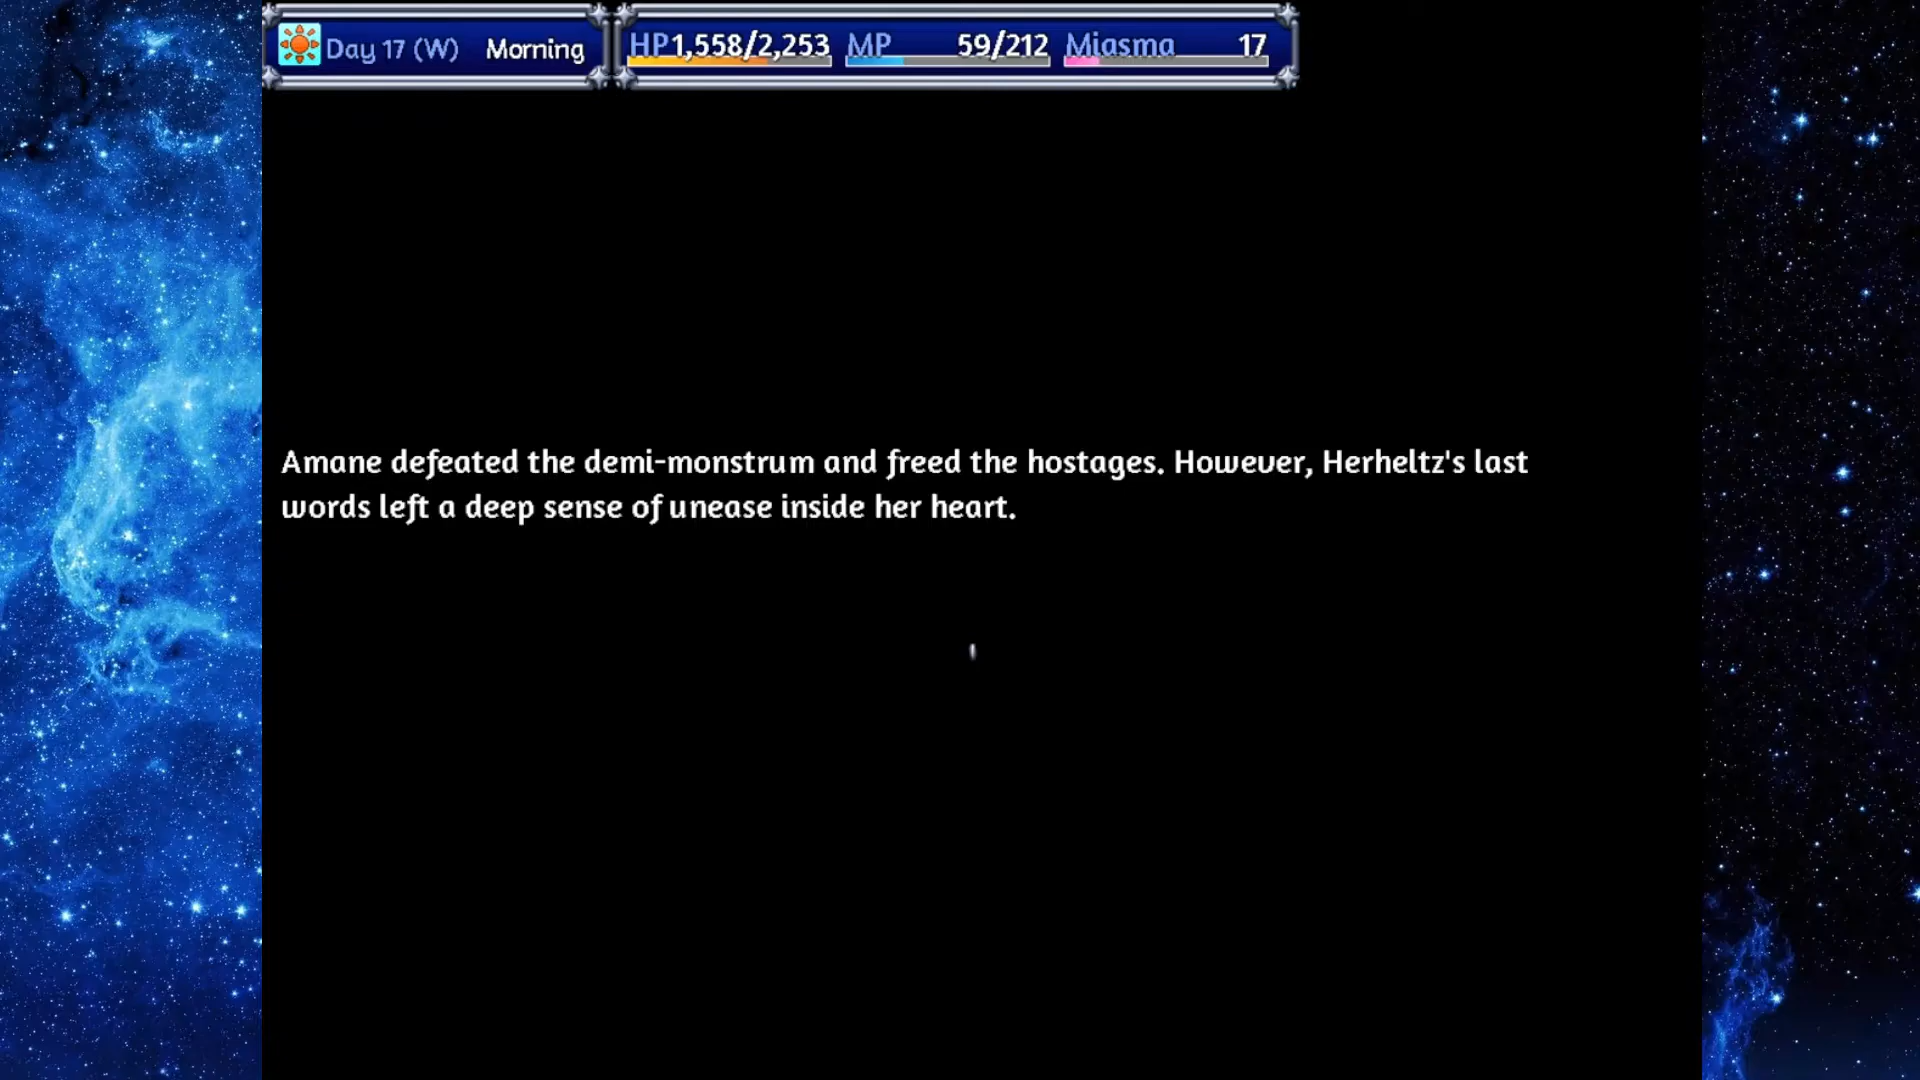 Day 17 (W) Morning HP 1,558/2,253 MP 59/212 Miasma 17
Amane defeated the demi-monstrum and freed the hostages. However, Herheltz's last
words left a deep sense of unease inside her heart.